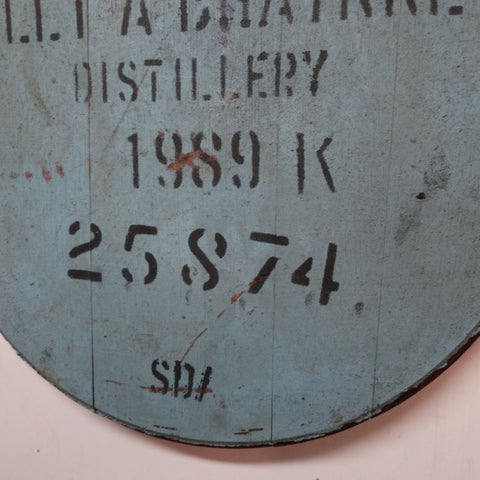 DISTILLERY
1989 K
25874
SD/